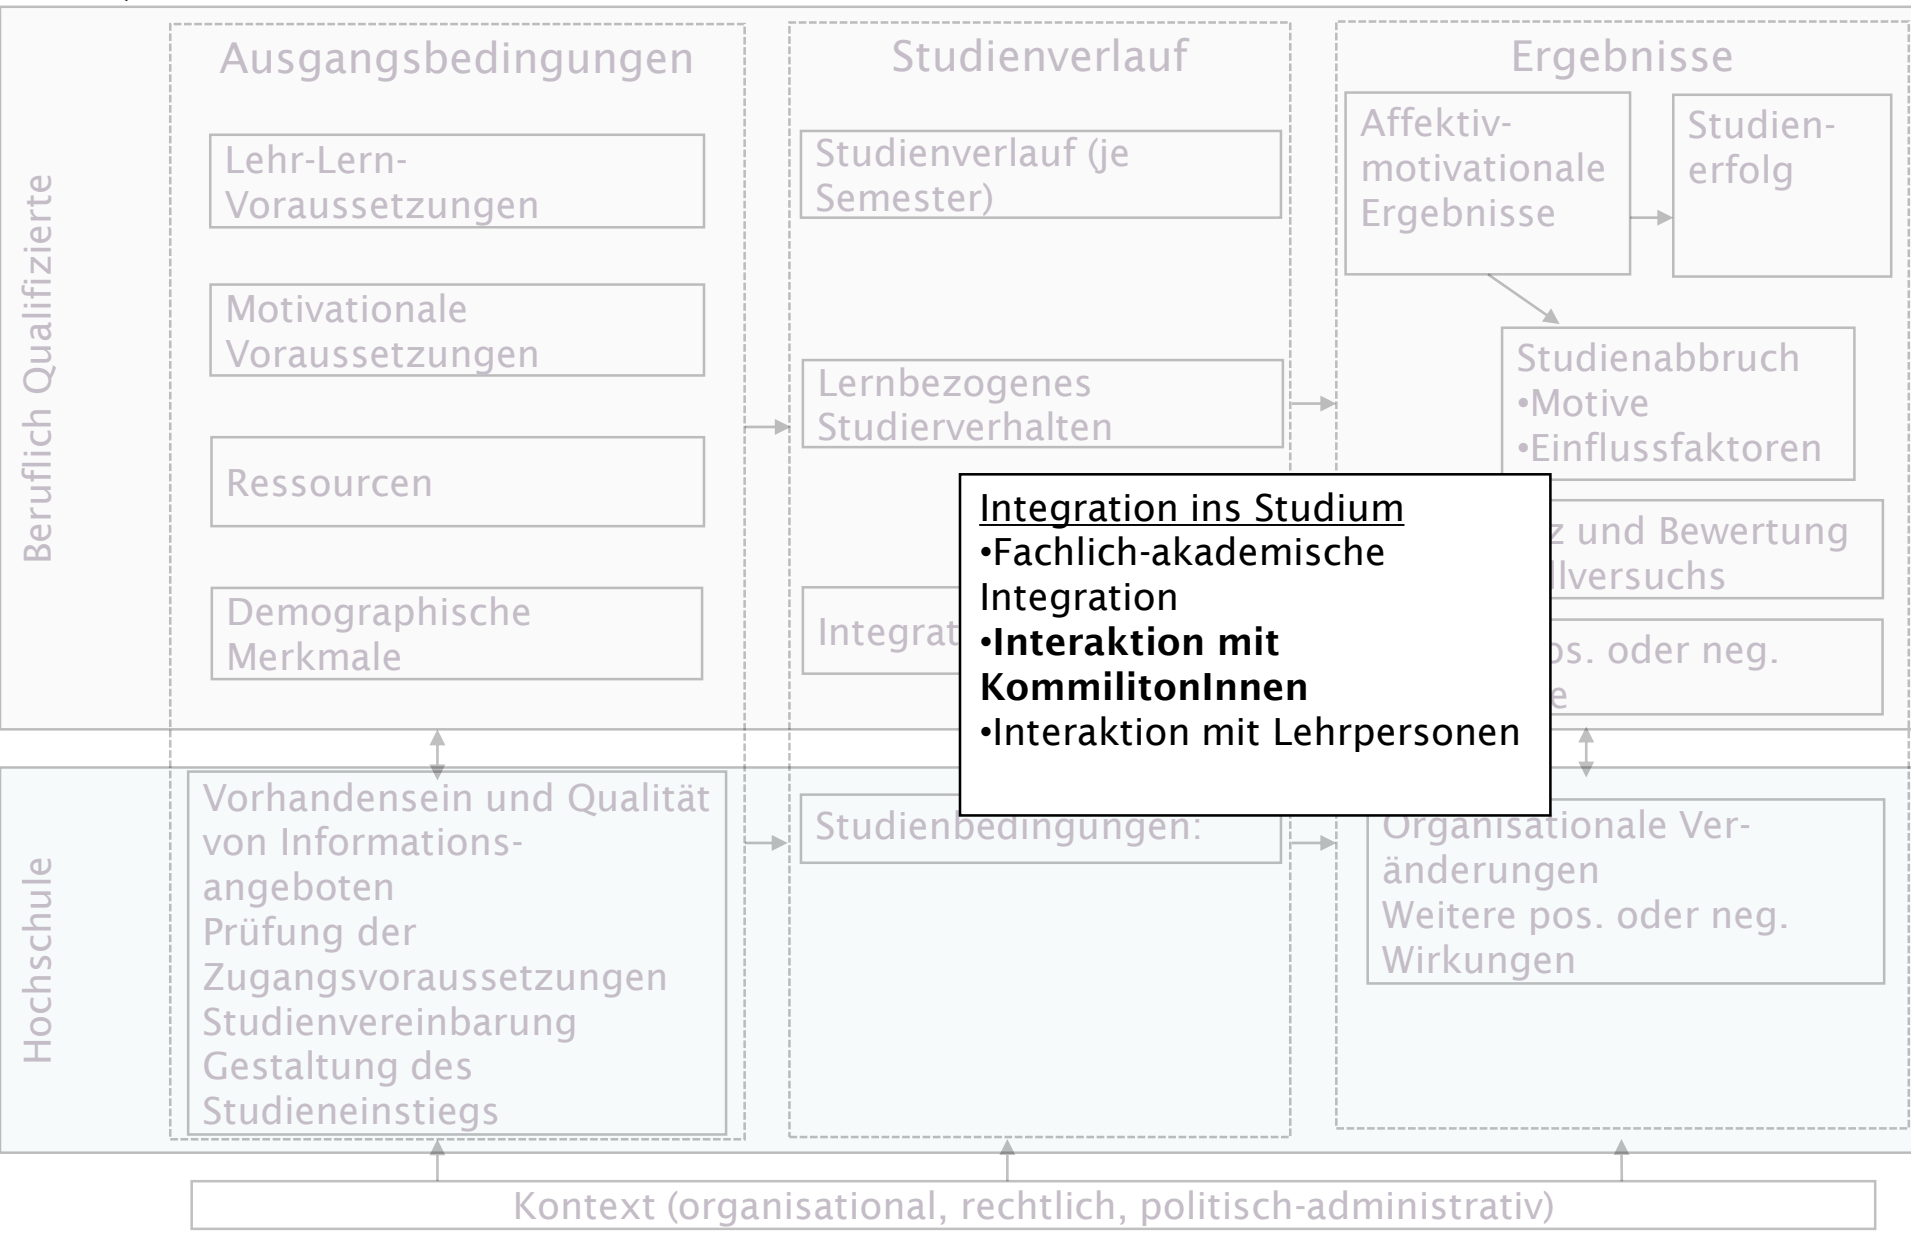 Ausgangsbedingungen
Studienverlauf
Ergebnisse
Beruflich Qualifizierte
Lehr-Lern-
Voraussetzungen
Motivationale
Voraussetzungen
Ressourcen
Demographische
Merkmale
Studienverlauf (je
Semester)
Lernbezogenes
Studierverhalten
Integrat
Affektiv-
motivationale
Ergebnisse
Studien-
erfolg
Studienabbruch
•Motive
•Einflussfaktoren
z und Bewertung
llversuchs
os. oder neg.
e
Integration ins Studium
•Fachlich-akademische
Integration
•Interaktion mit
KommilitonInnen
•Interaktion mit Lehrpersonen
Hochschule
Vorhandensein und Qualität
von Informations-
angeboten
Prüfung der
Zugangsvoraussetzungen
Studienvereinbarung
Gestaltung des
Studieneinstiegs
Studienbedingungen:
Organisationale Ver-
änderungen
Weitere pos. oder neg.
Wirkungen
Kontext (organisational, rechtlich, politisch-administrativ)